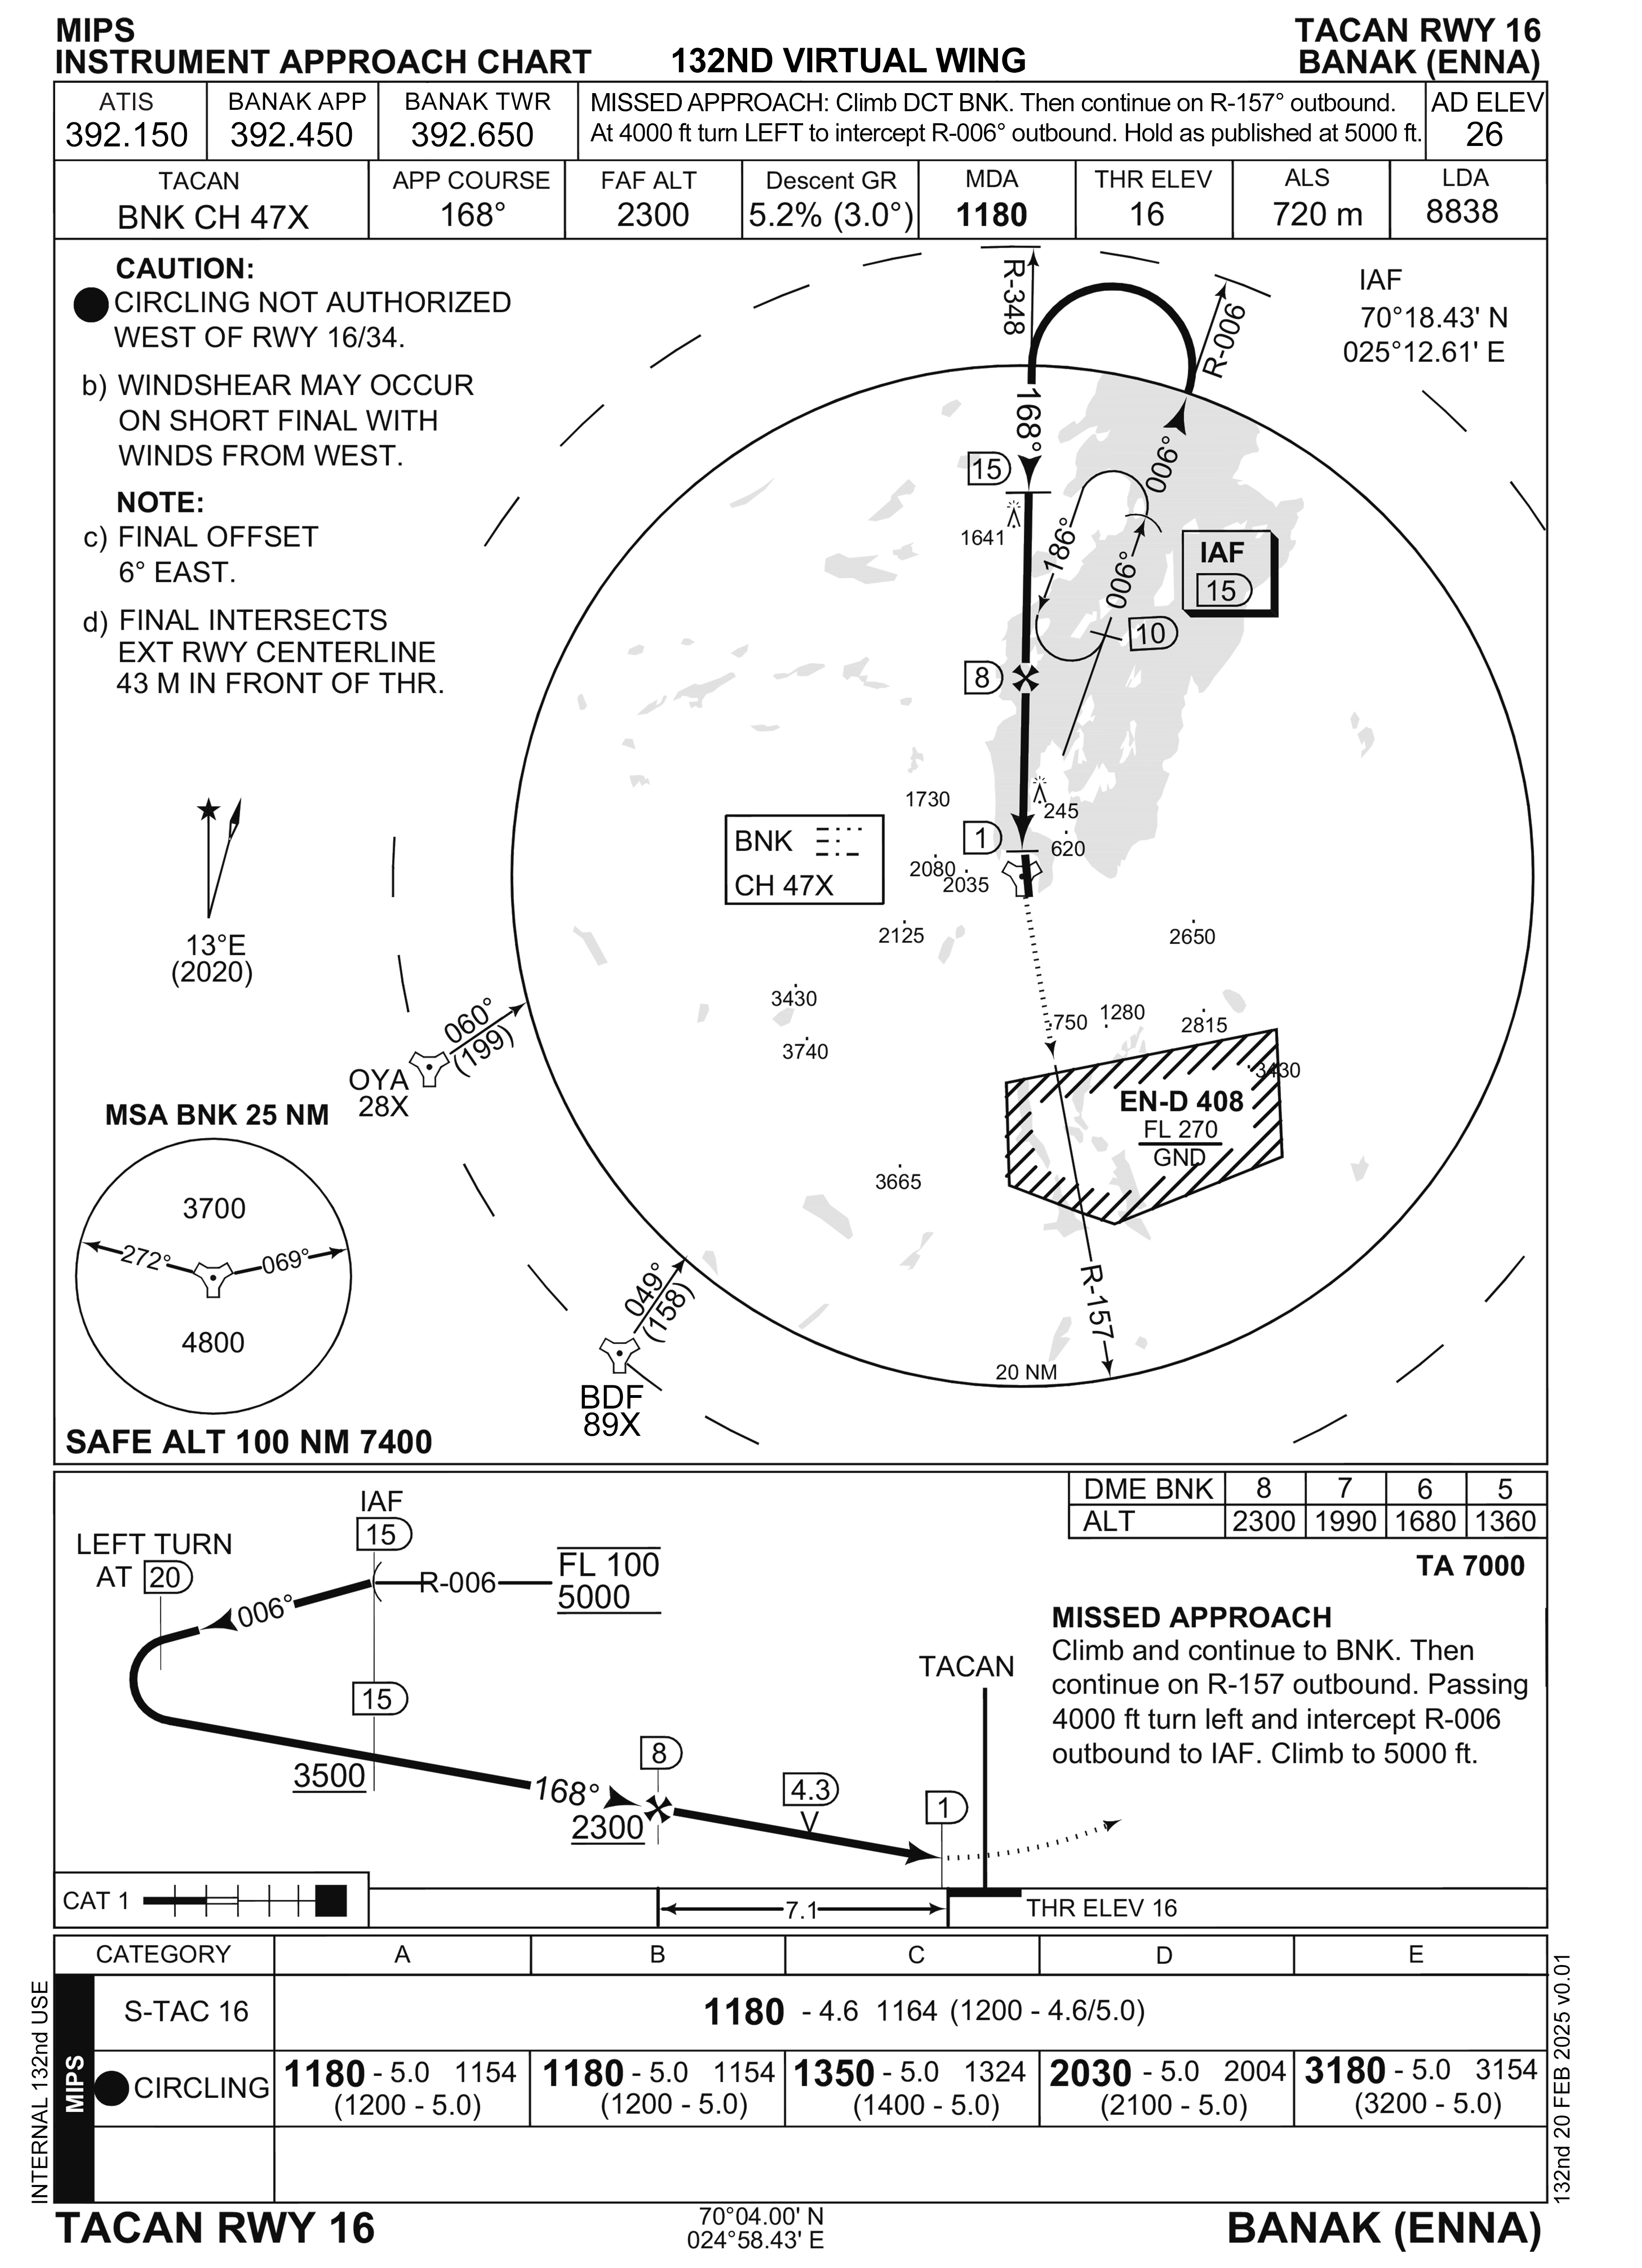 MIPS
INSTRUMENT APPROACH CHART
132ND VIRTUAL WING
TACAN RWY 16
BANAK (ENNA)
ATIS
392.150
BANAK APP
392.450
BANAK TWR
392.650
MISSED APPROACH: Climb DCT BNK. Then continue on R-157° outbound.
At 4000 ft turn LEFT to intercept R-006° outbound. Hold as published at 5000 ft.
AD ELEV
26
TACAN
BNK CH 47X
APP COURSE
168°
FAF ALT
2300
Descent GR
5.2% (3.0°)
MDA
1180
THR ELEV
16
ALS
720 m
LDA
8838
CAUTION:
CIRCLING NOT AUTHORIZED
WEST OF RWY 16/34.
b) WINDSHEAR MAY OCCUR
ON SHORT FINAL WITH
WINDS FROM WEST.
NOTE:
c) FINAL OFFSET
6° EAST.
d) FINAL INTERSECTS
EXT RWY CENTERLINE
43 M IN FRONT OF THR.
IAF
70°18.43' N
025°12.61' E
R-348
R-006
168°
006°
15
1641
186°
006°
IAF
15
10
8
1730
245
1
620
2080
2035
BNK
CH 47X
2125
2650
13°E
(2020)
3430
3740
750
1280
2815
3430
060°
(199)
OYA
28X
EN-D 408
FL 270
GND
3665
MSA BNK 25 NM
3700
272°
069°
4800
049°
(158)
BDF
89X
R-157
20 NM
SAFE ALT 100 NM 7400
DME BNK 8 7 6 5
ALT 2300 1990 1680 1360
TA 7000
IAF
15
LEFT TURN
AT 20
R-006
FL 100
5000
006°
15
3500
168°
8
2300
4.3
1
TACAN
MISSED APPROACH
Climb and continue to BNK. Then
continue on R-157 outbound. Passing
4000 ft turn left and intercept R-006
outbound to IAF. Climb to 5000 ft.
CAT 1
7.1
THR ELEV 16
CATEGORY A B C D E
S-TAC 16 1180 - 4.6 1164 (1200 - 4.6/5.0)
CIRCLING
1180 - 5.0 1154
(1200 - 5.0)
1180 - 5.0 1154
(1200 - 5.0)
1350 - 5.0 1324
(1400 - 5.0)
2030 - 5.0 2004
(2100 - 5.0)
3180 - 5.0 3154
(3200 - 5.0)
MIPS
INTERNAL 132nd USE
132nd 20 FEB 2025 v0.01
TACAN RWY 16
70°04.00' N
024°58.43' E
BANAK (ENNA)